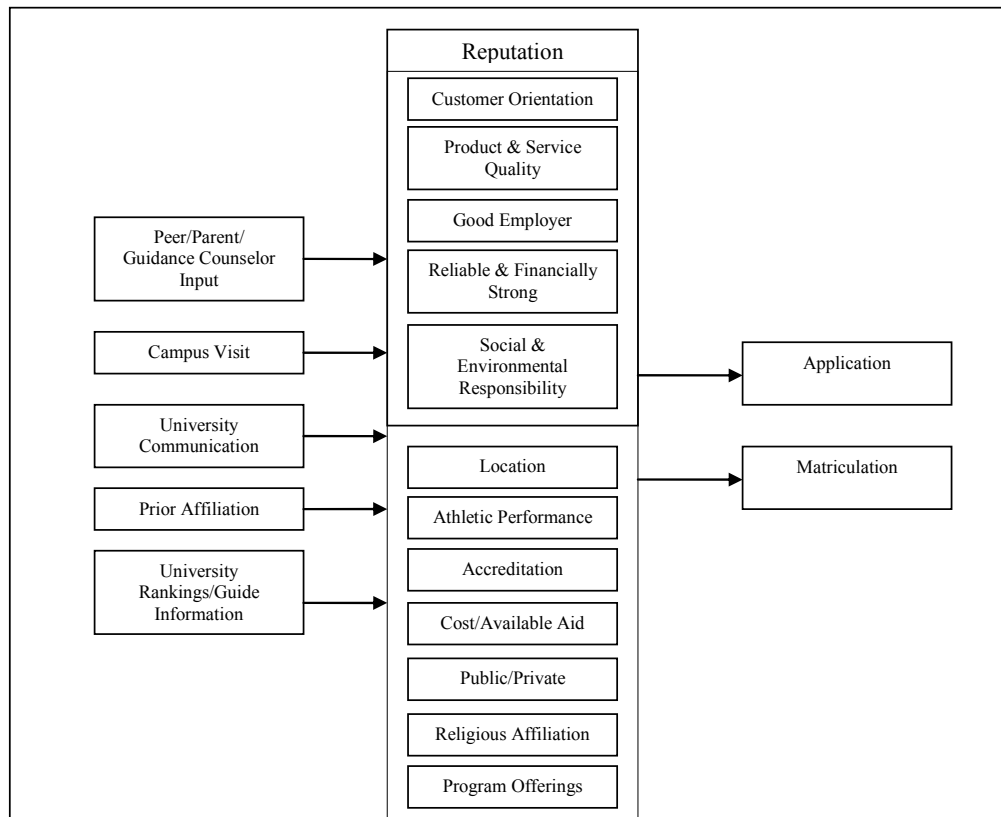 Reputation
Customer Orientation
Product & Service
Quality
Good Employer
Reliable & Financially
Strong
Social &
Environmental
Responsibility
Location
Athletic Performance
Accreditation
Cost/Available Aid
Public/Private
Religious Affiliation
Program Offerings
Peer/Parent/
Guidance Counselor
Input
Campus Visit
University
Communication
Prior Affiliation
University
Rankings/Guide
Information
Application
Matriculation